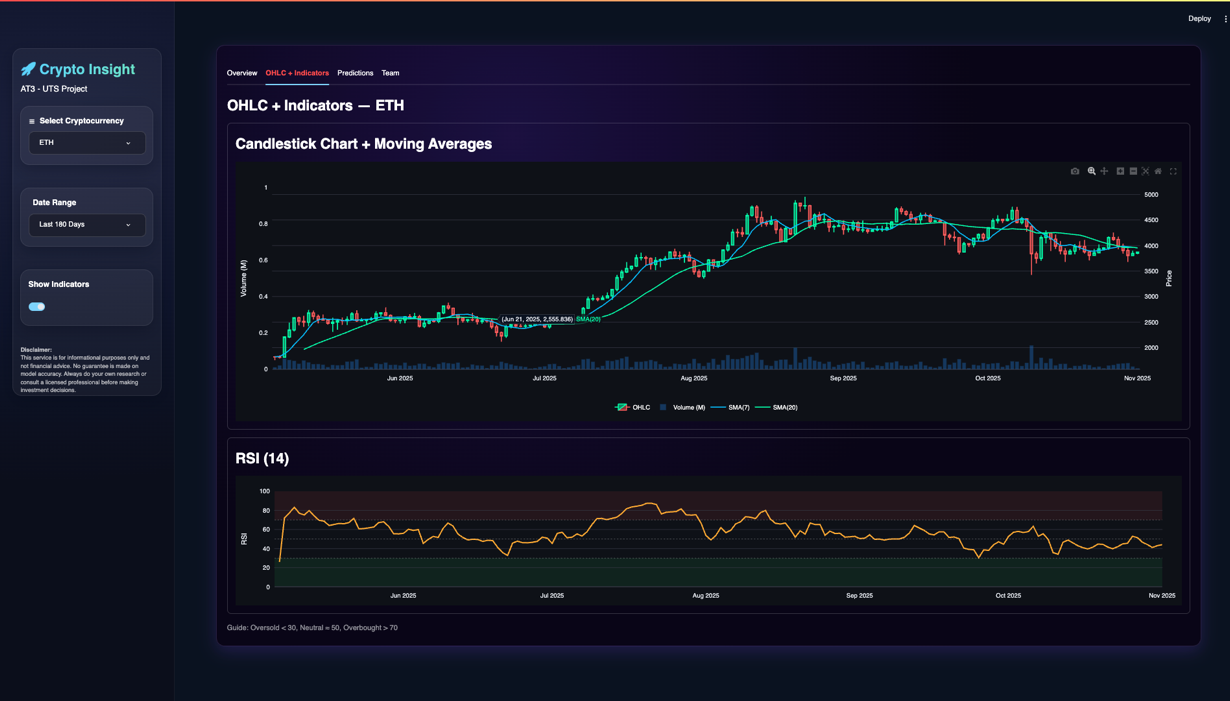 Deploy
Crypto Insight
AT3 - UTS Project
Select Cryptocurrency
ETH
Date Range
Last 180 Days
Show Indicators
Disclaimer:
This service is for informational purposes only and
not financial advice. No guarantee is made on
model accuracy. Always do your own research or
consult a licensed professional before making
investment decisions.
Overview OHLC + Indicators Predictions Team
OHLC + Indicators — ETH
Candlestick Chart + Moving Averages
Volume (M)
1
0.8
0.6
0.4
0.2
0
5000
4500
4000
3500
3000
2500
2000
Price
(Jun 21, 2025, 2,555.836) SMA(20)
Jun 2025 Jul 2025 Aug 2025 Sep 2025 Oct 2025 Nov 2025
OHLC Volume (M) SMA(7) SMA(20)
RSI (14)
RSI
100
80
60
40
20
0
Jun 2025 Jul 2025 Aug 2025 Sep 2025 Oct 2025 Nov 2025
Guide: Oversold < 30, Neutral ≈ 50, Overbought > 70